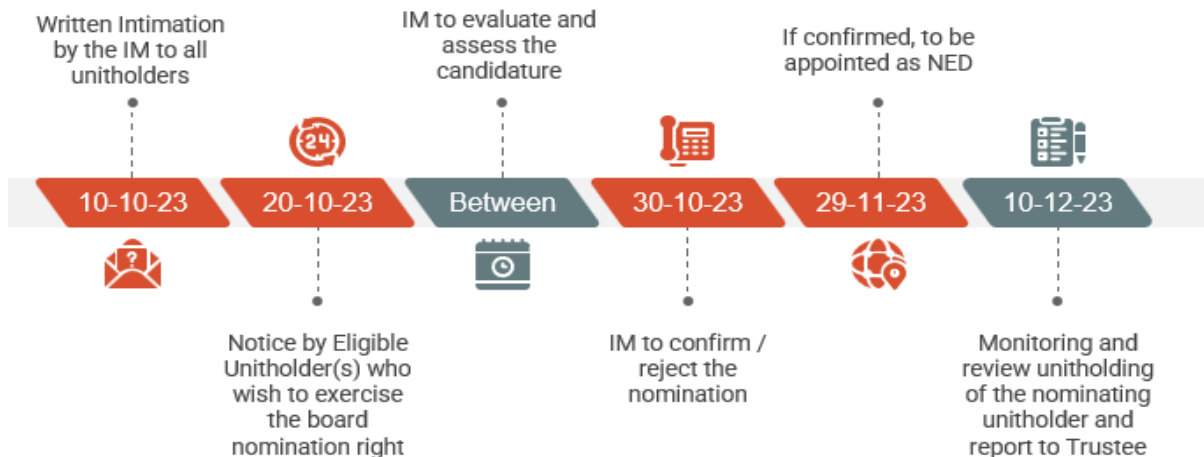 Written Intimation
by the IM to all
unitholders
IM to evaluate and
assess the
candidature
If confirmed, to be
appointed as NED
24
10-10-23
20-10-23
Between
30-10-23
29-11-23
10-12-23
?
Notice by Eligible
Unitholder(s) who
wish to exercise
the board
nomination right
IM to confirm /
reject the
nomination
Monitoring and
review unitholding
of the nominating
unitholder and
report to Trustee